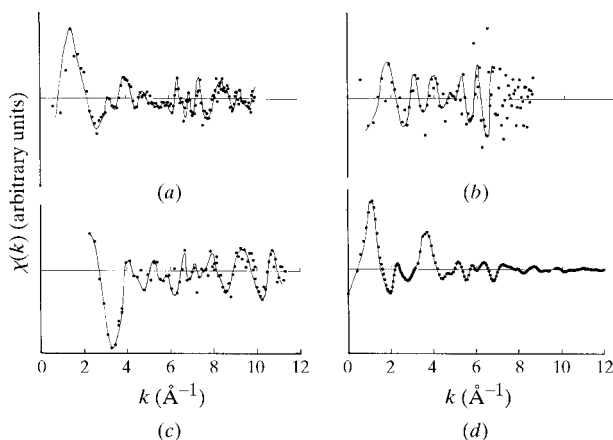 χ(k) (arbitrary units)
(a)
(b)
0 2 4 6 8 10 12
0 2 4 6 8 10 12
k (Å⁻¹)
k (Å⁻¹)
(c)
(d)